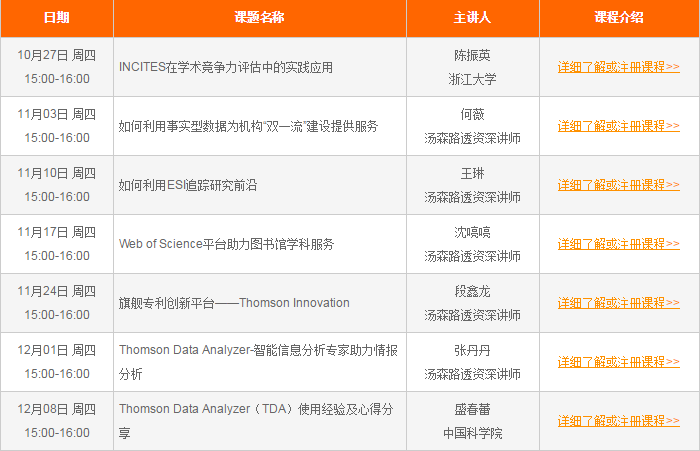 日期 课题名称 主讲人 课程介绍
10月27日 周四
15:00-16:00
INCITES在学术竞争力评估中的实践应用
陈振英
浙江大学
详细了解或注册课程>>
11月03日 周四
15:00-16:00
如何利用事实型数据为机构“双一流”建设提供服务
何薇
汤森路透资深讲师
详细了解或注册课程>>
11月10日 周四
15:00-16:00
如何利用ESI追踪研究前沿
王琳
汤森路透资深讲师
详细了解或注册课程>>
11月17日 周四
15:00-16:00
Web of Science平台助力图书馆学科服务
沈嗃嗃
汤森路透资深讲师
详细了解或注册课程>>
11月24日 周四
15:00-16:00
旗舰专利创新平台——Thomson Innovation
段鑫龙
汤森路透资深讲师
详细了解或注册课程>>
12月01日 周四
15:00-16:00
Thomson Data Analyzer-智能信息分析专家助力情报
分析
张丹丹
汤森路透资深讲师
详细了解或注册课程>>
12月08日 周四
15:00-16:00
Thomson Data Analyzer（TDA）使用经验及心得分
享
盛春蕾
中国科学院
详细了解或注册课程>>